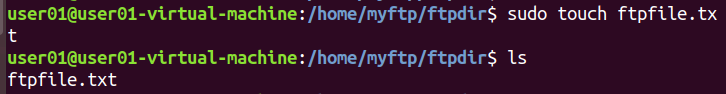 user01@user01-virtual-machine:/home/myftp/ftpdir$ sudo touch ftpfile.tx
t
user01@user01-virtual-machine:/home/myftp/ftpdir$ ls
ftpfile.txt